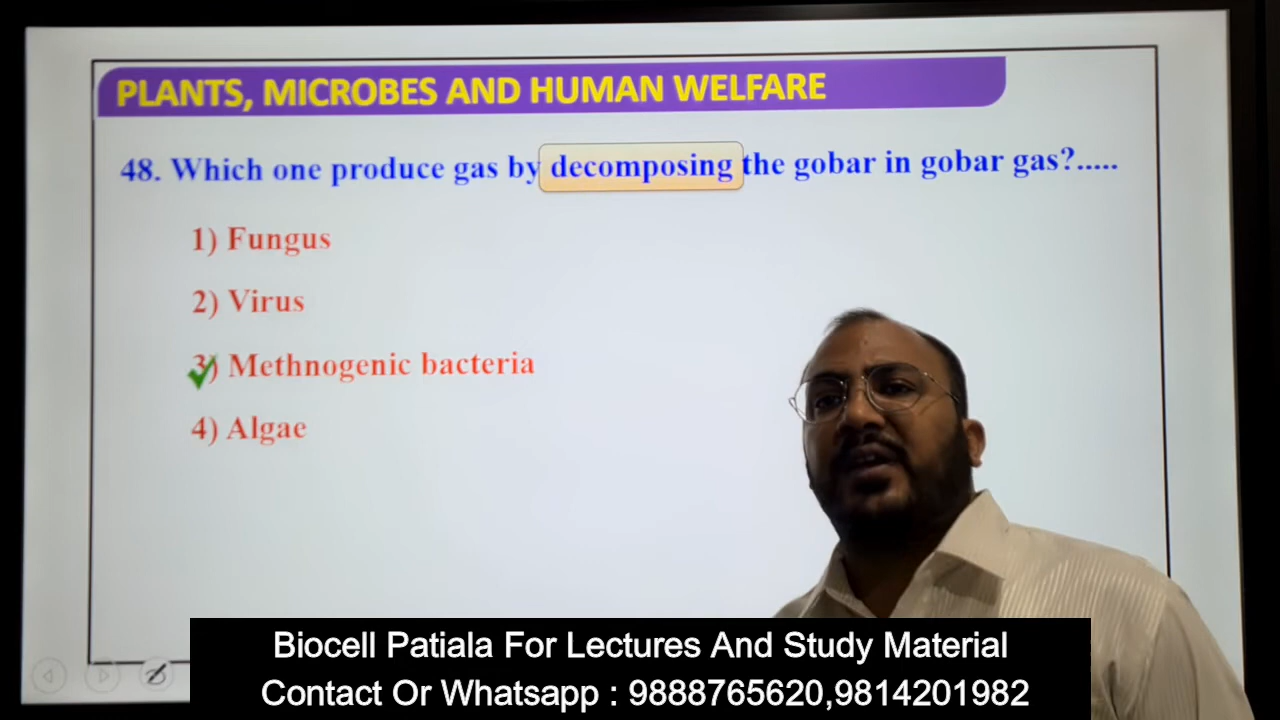 PLANTS, MICROBES AND HUMAN WELFARE
48. Which one produce gas by decomposing the gobar in gobar gas?.....
1) Fungus
2) Virus
3) Methnogenic bacteria
4) Algae
Biocell Patiala For Lectures And Study Material
Contact Or Whatsapp : 9888765620,9814201982